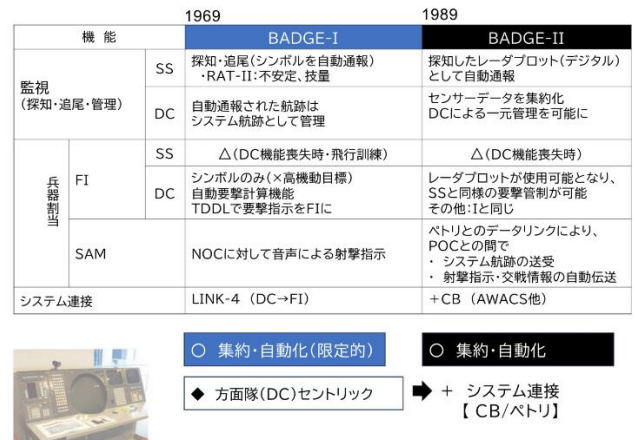 1969
1989
機 能
BADGE-I
BADGE-II
監視
(探知・追尾・管理)
SS
探知・追尾(シンボルを自動通報)
・RAT-II:不安定、技量
探知したレーダプロット(デジタル)
として自動通報
DC
自動通報された航跡は
システム航跡として管理
センサーデータを集約化
DCによる一元管理を可能に
兵器割当
FI
SS
△(DC機能喪失時・飛行訓練)
△(DC機能喪失時)
DC
シンボルのみ(×高機動目標)
自動要撃計算機能
TDDLで要撃指示をFIに
レーダプロットが使用可能となり、
SSと同様の要撃管制が可能
その他:Iと同じ
SAM
NOCに対して音声による射撃指示
ペトリとのデータリンクにより、
POCとの間で
・ システム航跡の送受
・ 射撃指示・交戦情報の自動伝送
システム連接
LINK-4 (DC→FI)
+CB (AWACS他)
○ 集約・自動化(限定的)
○ 集約・自動化
◆ 方面隊(DC)セントリック
➡ + システム連接
【 CB/ペトリ】